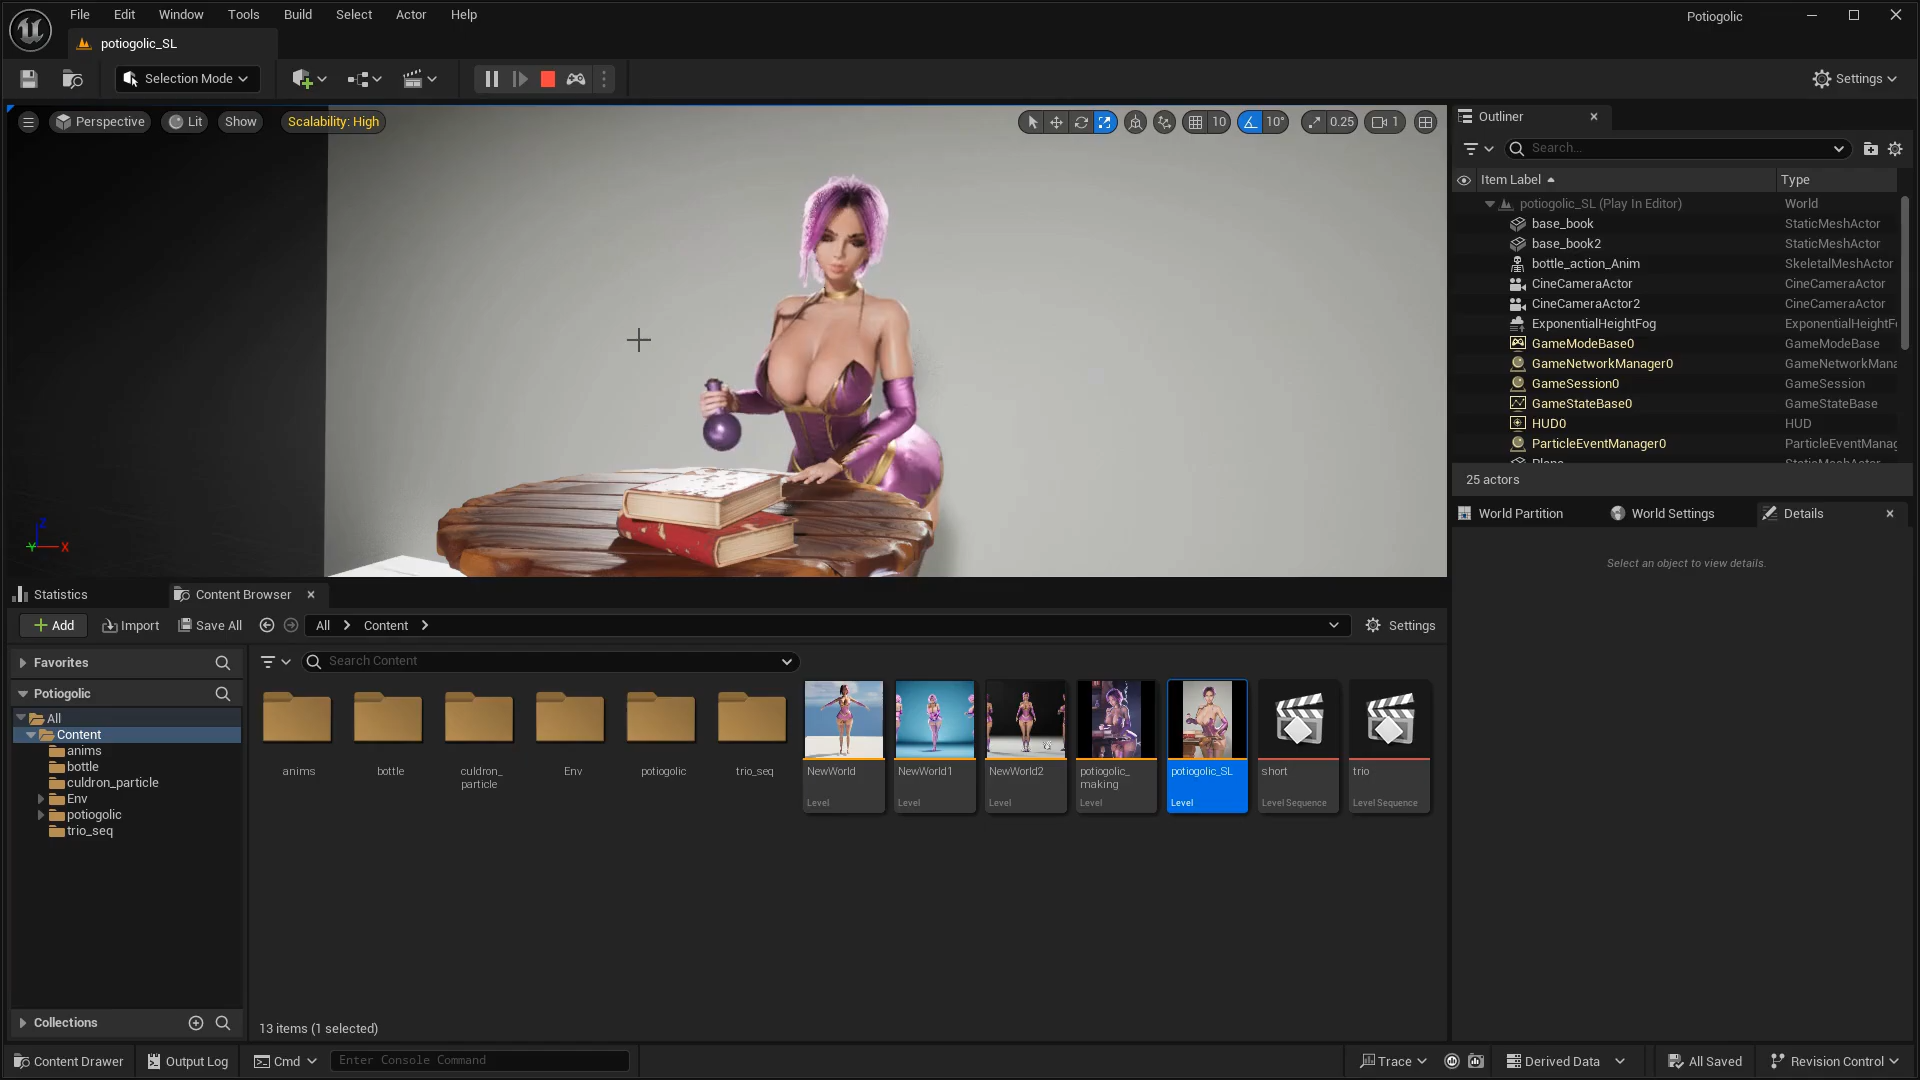 File Edit Window Tools Build Select Actor Help
Potiogolic
potiogolic_SL
Selection Mode
Settings
Perspective Lit Show Scalability: High
10 10° 0.25 1
Z
Y X
Outliner
Search...
Item Label Type
potiogolic_SL (Play In Editor) World
base_book StaticMeshActor
base_book2 StaticMeshActor
bottle_action_Anim SkeletalMeshActor
CineCameraActor CineCameraActor
CineCameraActor2 CineCameraActor
ExponentialHeightFog ExponentialHeightF
GameModeBase0 GameModeBase
GameNetworkManager0 GameNetworkMana
GameSession0 GameSession
GameStateBase0 GameStateBase
HUD0 HUD
ParticleEventManager0 ParticleEventManag
25 actors
World Partition World Settings Details
Select an object to view details.
Statistics Content Browser
Add Import Save All All Content Settings
Favorites
Search Content
Potiogolic
All
Content
anims
bottle
culdron_particle
Env
potiogolic
trio_seq
anims
bottle
culdron_
particle
Env
potiogolic
trio_seq
NewWorld
Level
NewWorld1
Level
NewWorld2
Level
potiogolic_
making
Level
potiogolic_SL
Level
short
Level Sequence
trio
Level Sequence
Collections
13 items (1 selected)
Content Drawer Output Log Cmd Enter Console Command Trace Derived Data All Saved Revision Control